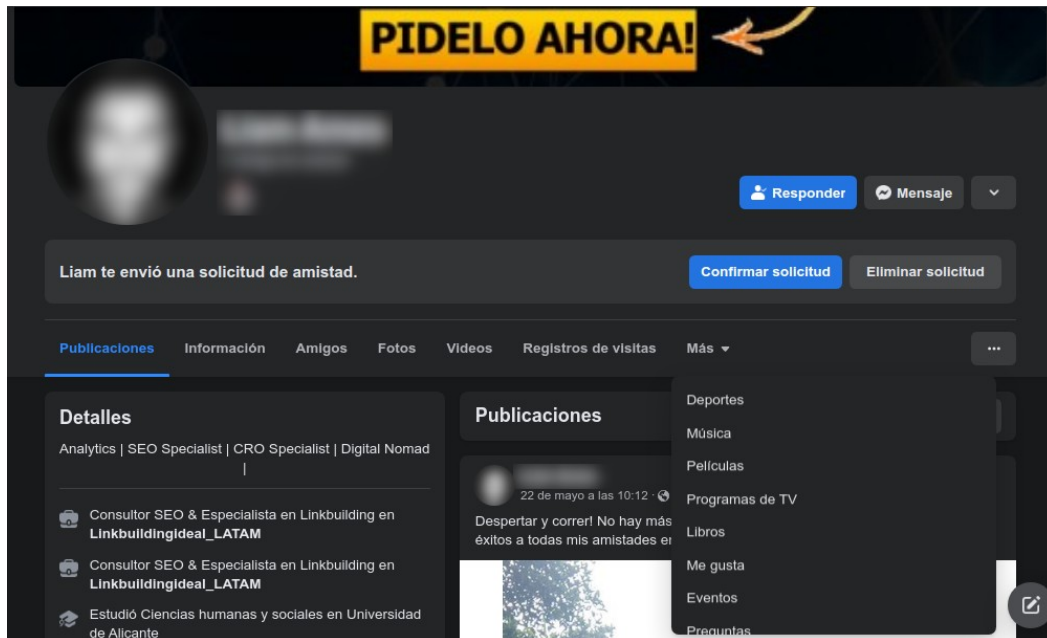 PIDELO AHORA!
Responder
Mensaje
Liam te envió una solicitud de amistad.
Confirmar solicitud
Eliminar solicitud
Publicaciones
Información
Amigos
Fotos
Videos
Registros de visitas
Más
Detalles
Analytics | SEO Specialist | CRO Specialist | Digital Nomad
|
Consultor SEO & Especialista en Linkbuilding en
Linkbuildingideal_LATAM
Consultor SEO & Especialista en Linkbuilding en
Linkbuildingideal_LATAM
Estudió Ciencias humanas y sociales en Universidad
de Alicante
Publicaciones
22 de mayo a las 10:12 ·
Despertar y correr! No hay más
éxitos a todas mis amistades
Deportes
Música
Películas
Programas de TV
Libros
Me gusta
Eventos
Preguntas